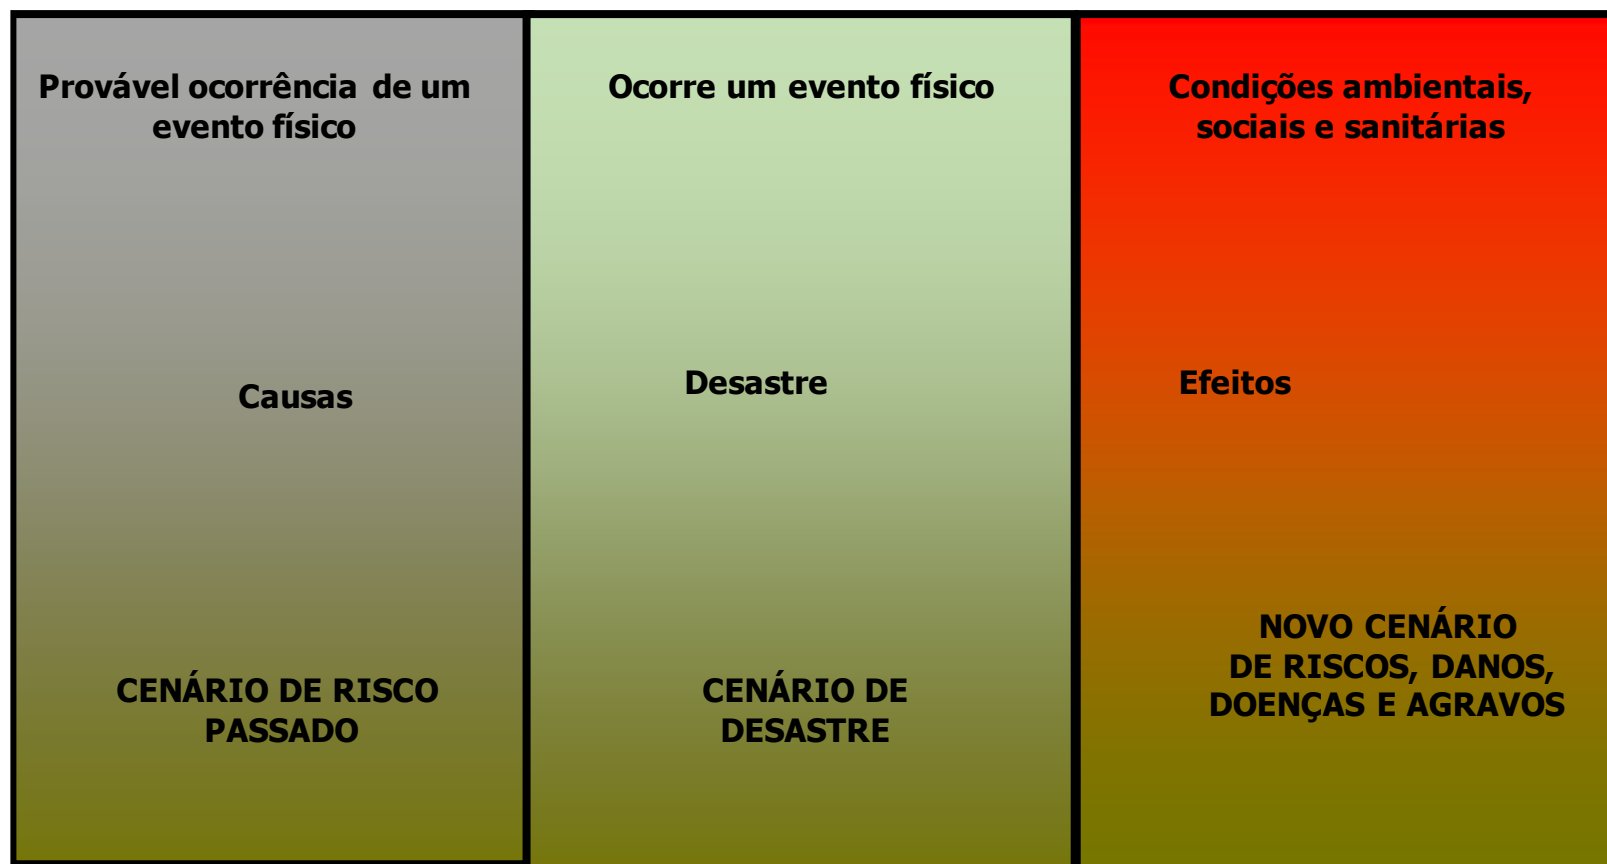 Provável ocorrência de um
evento físico
Causas
CENÁRIO DE RISCO
PASSADO
Ocorre um evento físico
Desastre
CENÁRIO DE
DESASTRE
Condições ambientais,
sociais e sanitárias
Efeitos
NOVO CENÁRIO
DE RISCOS, DANOS,
DOENÇAS E AGRAVOS